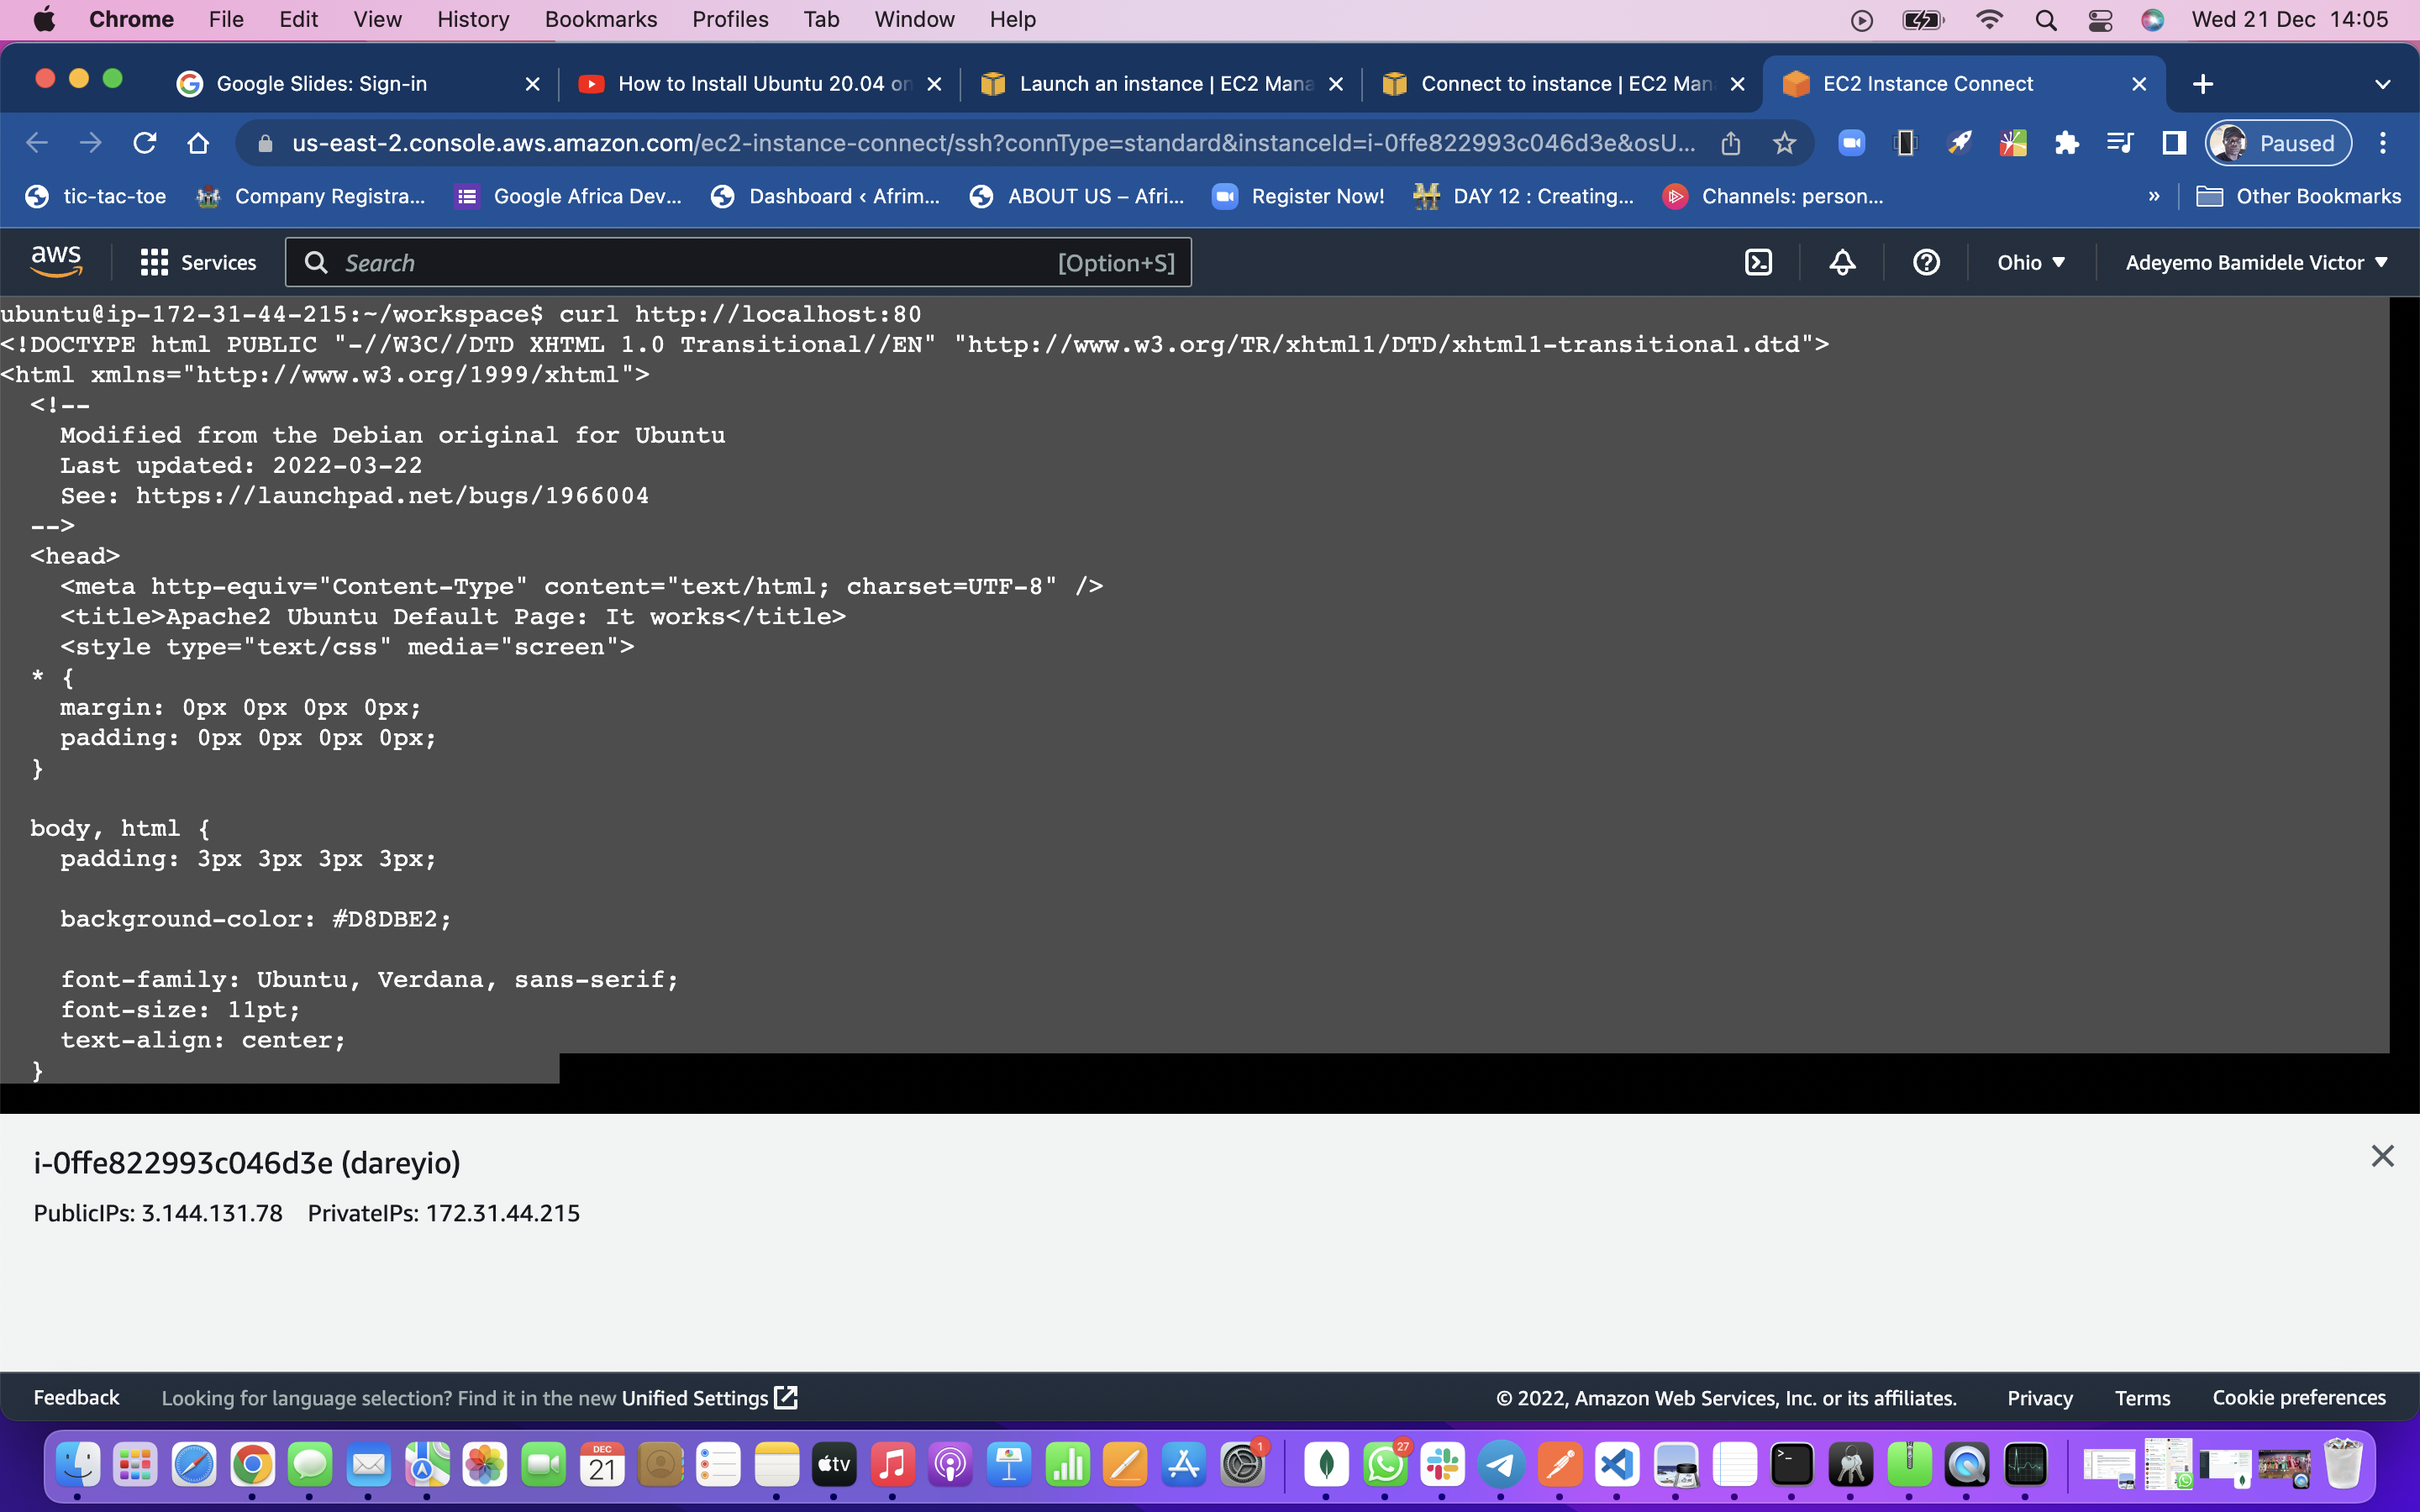 Chrome File Edit View History Bookmarks Profiles Tab Window Help Wed 21 Dec 14:05
Google Slides: Sign-in How to Install Ubuntu 20.04 on Launch an instance | EC2 Mana Connect to instance | EC2 Man EC2 Instance Connect
us-east-2.console.aws.amazon.com/ec2-instance-connect/ssh?connType=standard&instanceId=i-0ffe822993c046d3e&osU... Paused
tic-tac-toe Company Registra... Google Africa Dev... Dashboard ‹ Afrim... ABOUT US – Afri... Register Now! DAY 12 : Creating... Channels: person... » Other Bookmarks
aws Services Search [Option+S] Ohio Adeyemo Bamidele Victor
ubuntu@ip-172-31-44-215:~/workspace$ curl http://localhost:80
<!DOCTYPE html PUBLIC "-//W3C//DTD XHTML 1.0 Transitional//EN" "http://www.w3.org/TR/xhtml1/DTD/xhtml1-transitional.dtd">
<html xmlns="http://www.w3.org/1999/xhtml">
  <!--
    Modified from the Debian original for Ubuntu
    Last updated: 2022-03-22
    See: https://launchpad.net/bugs/1966004
  -->
  <head>
    <meta http-equiv="Content-Type" content="text/html; charset=UTF-8" />
    <title>Apache2 Ubuntu Default Page: It works</title>
    <style type="text/css" media="screen">
  * {
    margin: 0px 0px 0px 0px;
    padding: 0px 0px 0px 0px;
  }
  body, html {
    padding: 3px 3px 3px 3px;
    background-color: #D8DBE2;
    font-family: Ubuntu, Verdana, sans-serif;
    font-size: 11pt;
    text-align: center;
  }
i-0ffe822993c046d3e (dareyio)
PublicIPs: 3.144.131.78 PrivateIPs: 172.31.44.215
Feedback Looking for language selection? Find it in the new Unified Settings © 2022, Amazon Web Services, Inc. or its affiliates. Privacy Terms Cookie preferences
DEC
21
tv
1
27